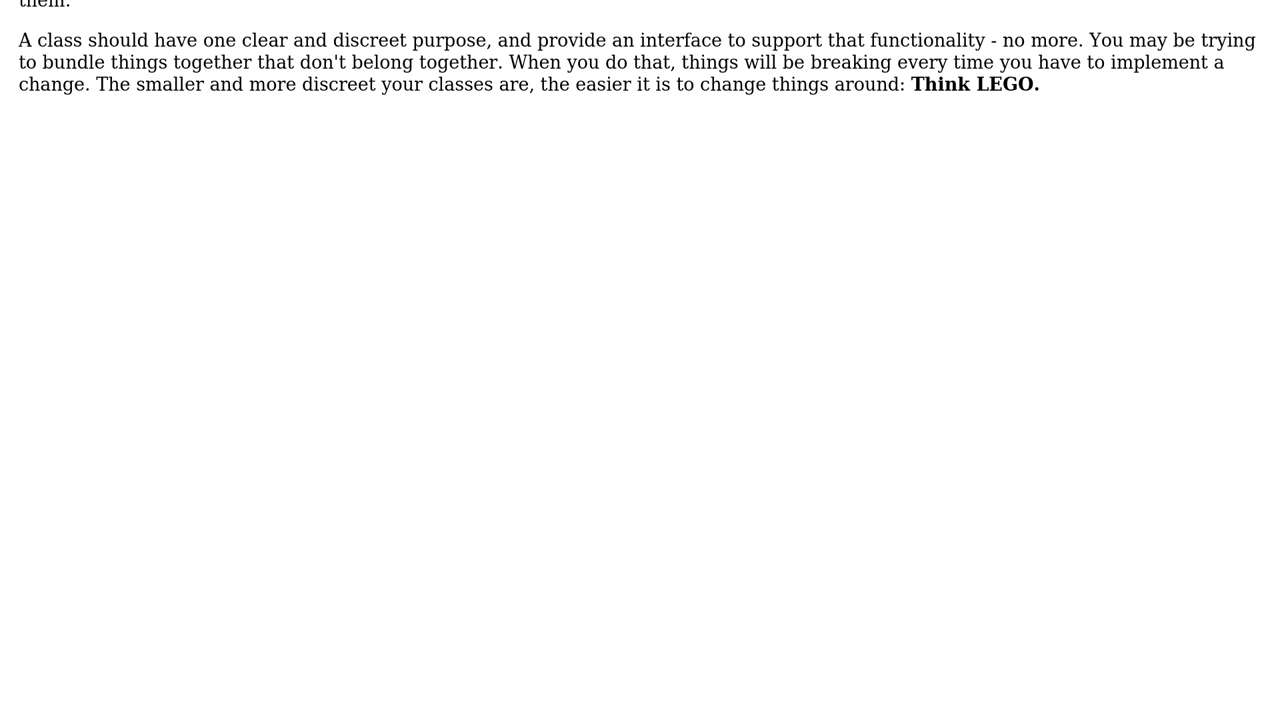 them.
A class should have one clear and discreet purpose, and provide an interface to support that functionality - no more. You may be trying
to bundle things together that don't belong together. When you do that, things will be breaking every time you have to implement a
change. The smaller and more discreet your classes are, the easier it is to change things around: Think LEGO.